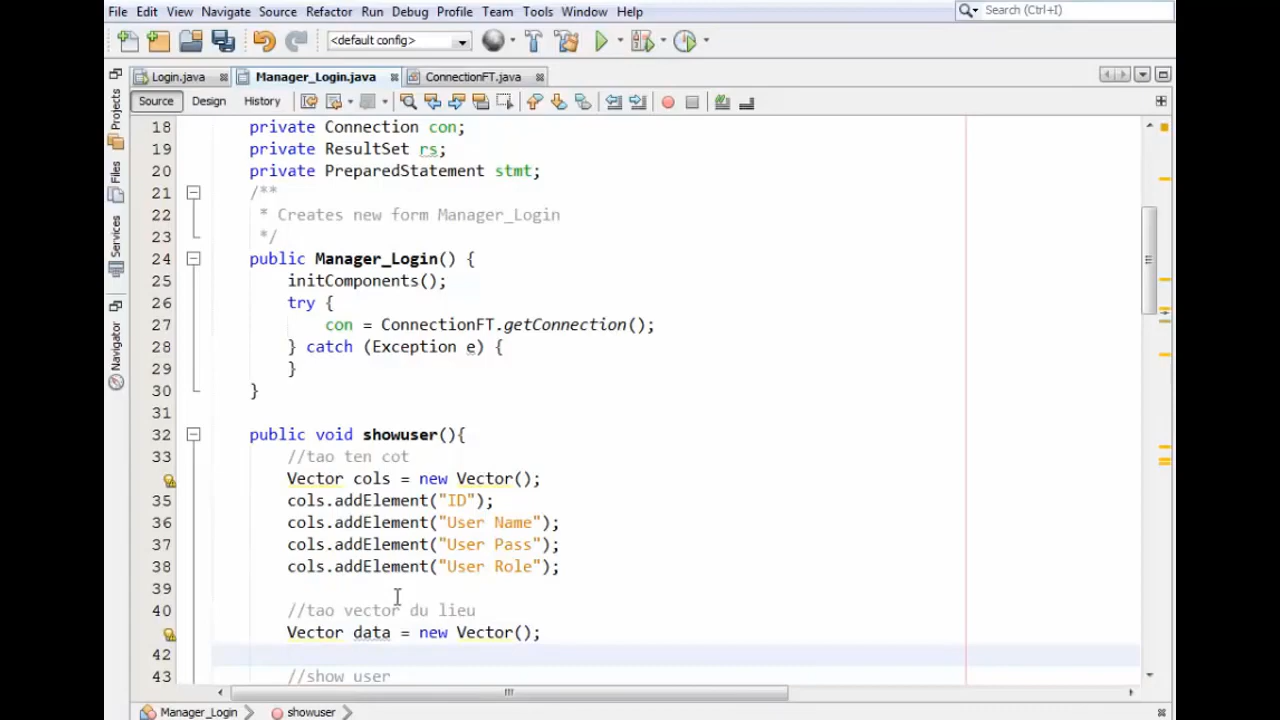 File Edit View Navigate Source Refactor Run Debug Profile Team Tools Window Help
Search (Ctrl+I)
<default config>
Login.java
Manager_Login.java
ConnectionFT.java
Source Design History
Projects
Files
Services
Navigator
18 private Connection con;
19 private ResultSet rs;
20 private PreparedStatement stmt;
21 /**
22 * Creates new form Manager_Login
23 */
24 public Manager_Login() {
25 initComponents();
26 try {
27 con = ConnectionFT.getConnection();
28 } catch (Exception e) {
29 }
30 }
31
32 public void showuser(){
33 //tao ten cot
Vector cols = new Vector();
35 cols.addElement("ID");
36 cols.addElement("User Name");
37 cols.addElement("User Pass");
38 cols.addElement("User Role");
39
40 //tao vector du lieu
Vector data = new Vector();
42
43 //show user
Manager_Login showuser